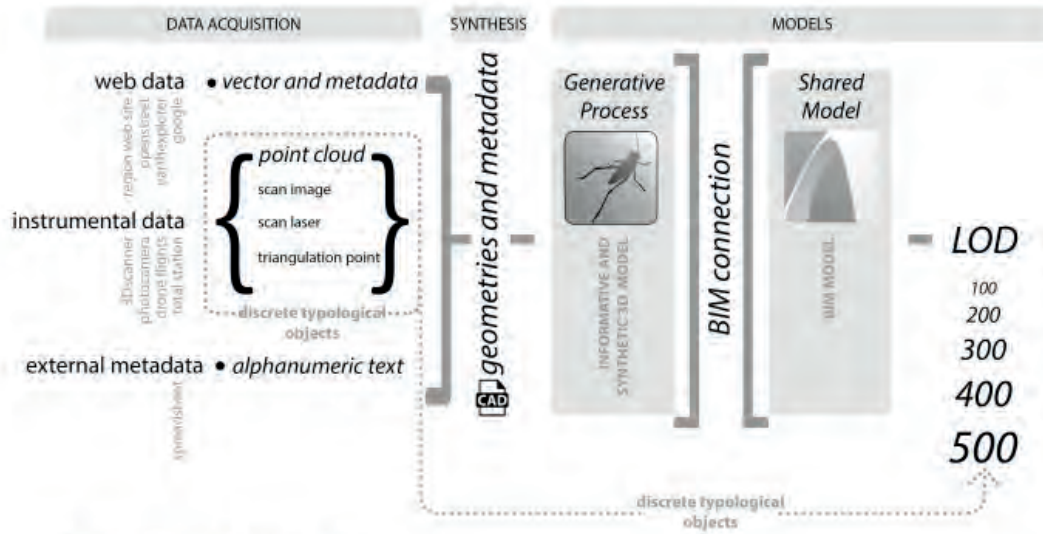 DATA ACQUISITION
SYNTHESIS
MODELS
web data
• vector and metadata
region web site
openstreet
earthexplorer
google
point cloud
scan image
scan laser
triangulation point
instrumental data
3Dscanner
photocamera
drone flights
total station
discrete typological
objects
external metadata
• alphanumeric text
spreadsheet
geometries and metadata
CAD
Generative
Process
INFORMATIVE AND
SYNTHETIC 3D MODEL
BIM connection
Shared
Model
BIM MODEL
LOD
100
200
300
400
500
discrete typological
objects